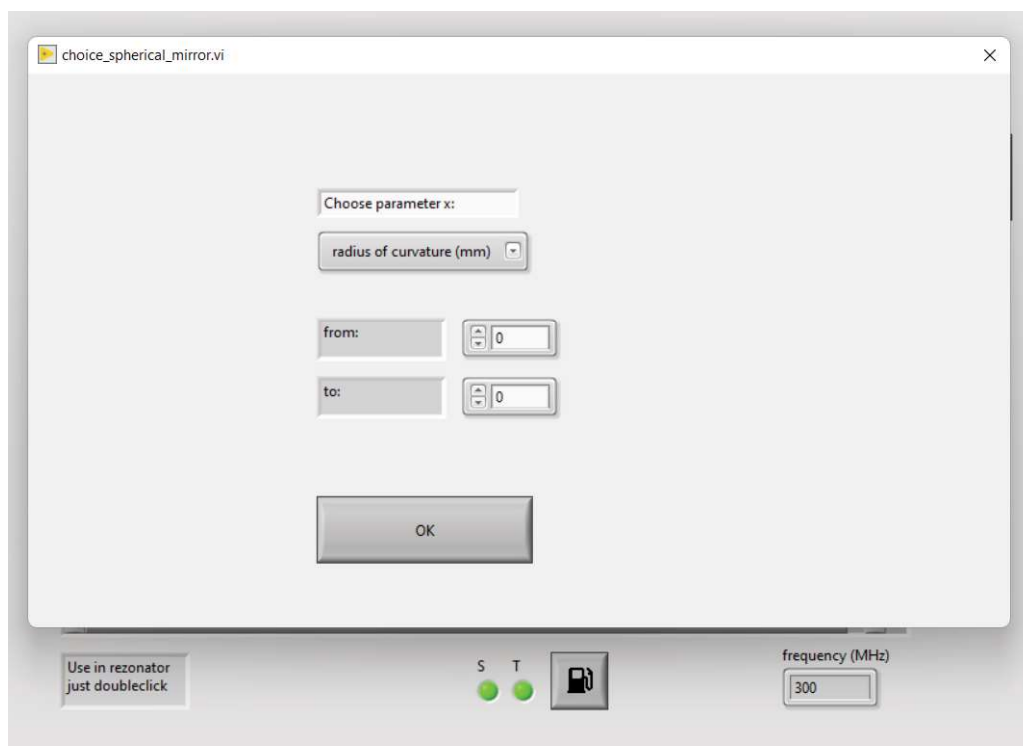 choice_spherical_mirror.vi
Choose parameter x:
radius of curvature (mm)
from:
0
to:
0
OK
Use in rezonator
just doubleclick
S T
frequency (MHz)
300